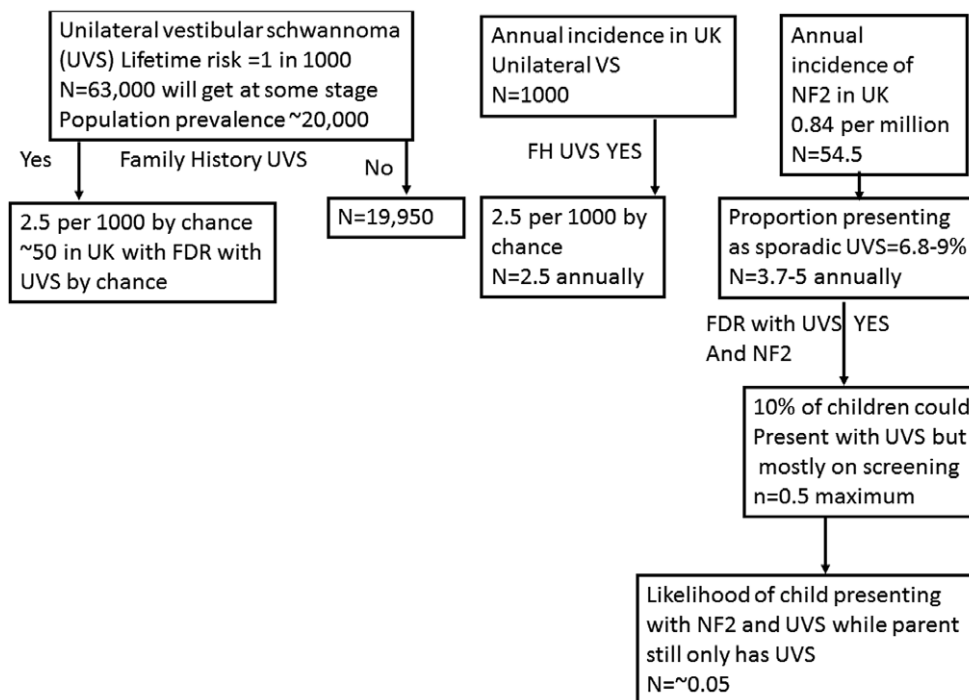 Unilateral vestibular schwannoma
(UVS) Lifetime risk =1 in 1000
N=63,000 will get at some stage
Population prevalence ~20,000
Yes
Family History UVS
No
2.5 per 1000 by chance
~50 in UK with FDR with
UVS by chance
N=19,950
Annual incidence in UK
Unilateral VS
N=1000
FH UVS YES
2.5 per 1000 by
chance
N=2.5 annually
Annual
incidence of
NF2 in UK
0.84 per million
N=54.5
Proportion presenting
as sporadic UVS=6.8-9%
N=3.7-5 annually
FDR with UVS YES
And NF2
10% of children could
Present with UVS but
mostly on screening
n=0.5 maximum
Likelihood of child presenting
with NF2 and UVS while parent
still only has UVS
N=~0.05